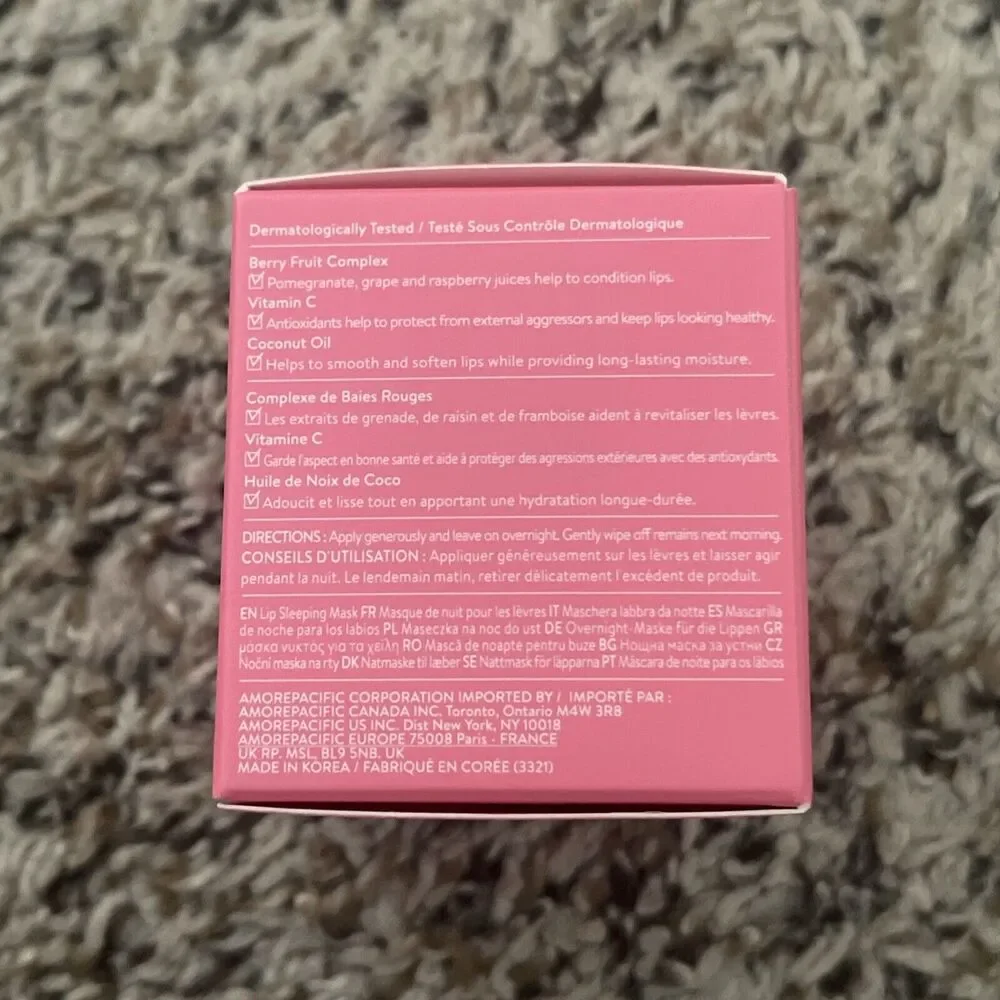 Dermatologically Tested / Testé Sous Contrôle Dermatologique
Berry Fruit Complex
☑ Pomegranate, grape and raspberry juices help to condition lips.
Vitamin C
☑ Antioxidants help to protect from external aggressors and keep lips looking healthy.
Coconut Oil
☑ Helps to smooth and soften lips while providing long-lasting moisture.
Complexe de Baies Rouges
☑ Les extraits de grenade, de raisin et de framboise aident à revitaliser les lèvres.
Vitamine C
☑ Garde l'aspect en bonne santé et aide à protéger des agressions extérieures avec des antioxydants.
Huile de Noix de Coco
☑ Adoucit et lisse tout en apportant une hydratation longue-durée.
DIRECTIONS : Apply generously and leave on overnight. Gently wipe off remains next morning.
CONSEILS D'UTILISATION : Appliquer généreusement sur les lèvres et laisser agir
pendant la nuit. Le lendemain matin, retirer délicatement l'excédent de produit.
EN Lip Sleeping Mask FR Masque de nuit pour les lèvres IT Maschera labbra da notte ES Mascarilla
de noche para los labios PL Maseczka na noc do ust DE Overnight-Maske für die Lippen GR
μάσκα νυκτός για τα χείλη RO Mască de noapte pentru buze BG Нощна маска за устни CZ
Noční maska na rty DK Natmaske til læber SE Nattmask för läpparna PT Máscara de noite para os lábios
AMOREPACIFIC CORPORATION IMPORTED BY / IMPORTÉ PAR :
AMOREPACIFIC CANADA INC. Toronto, Ontario M4W 3R8
AMOREPACIFIC US INC. Dist New York, NY 10018
AMOREPACIFIC EUROPE 75008 Paris - FRANCE
UK RP. MSL, BL9 5NB. UK
MADE IN KOREA / FABRIQUÉ EN CORÉE (3321)